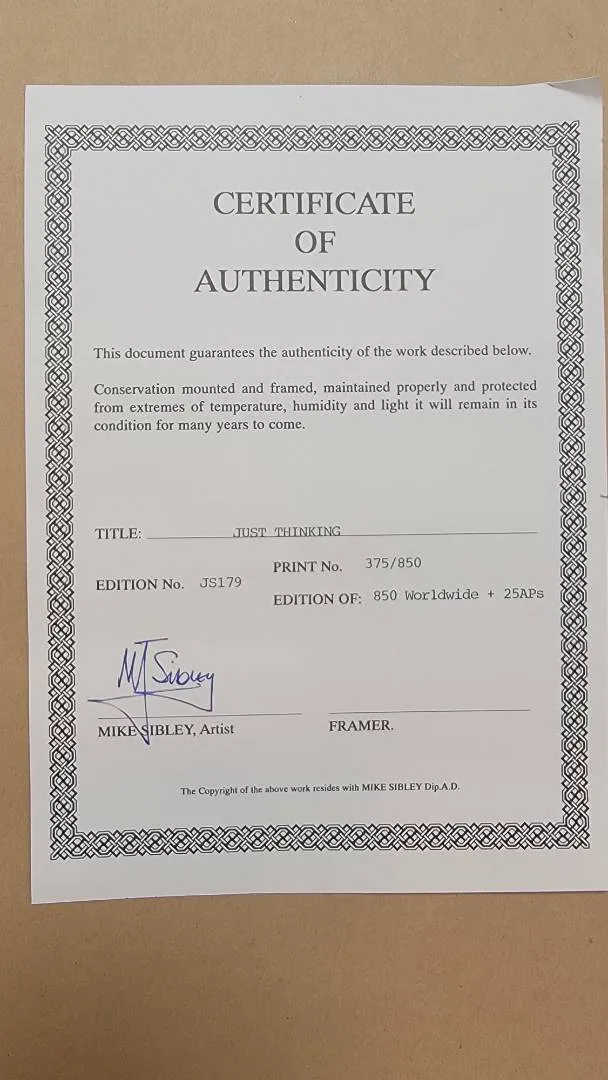 CERTIFICATE
OF
AUTHENTICITY
This document guarantees the authenticity of the work described below.
Conservation mounted and framed, maintained properly and protected
from extremes of temperature, humidity and light it will remain in its
condition for many years to come.
TITLE: JUST THINKING
PRINT No. 375/850
EDITION No. JS179
EDITION OF: 850 Worldwide + 25APs
MJ Sibley
MIKE SIBLEY, Artist
FRAMER.
The Copyright of the above work resides with MIKE SIBLEY Dip.A.D.